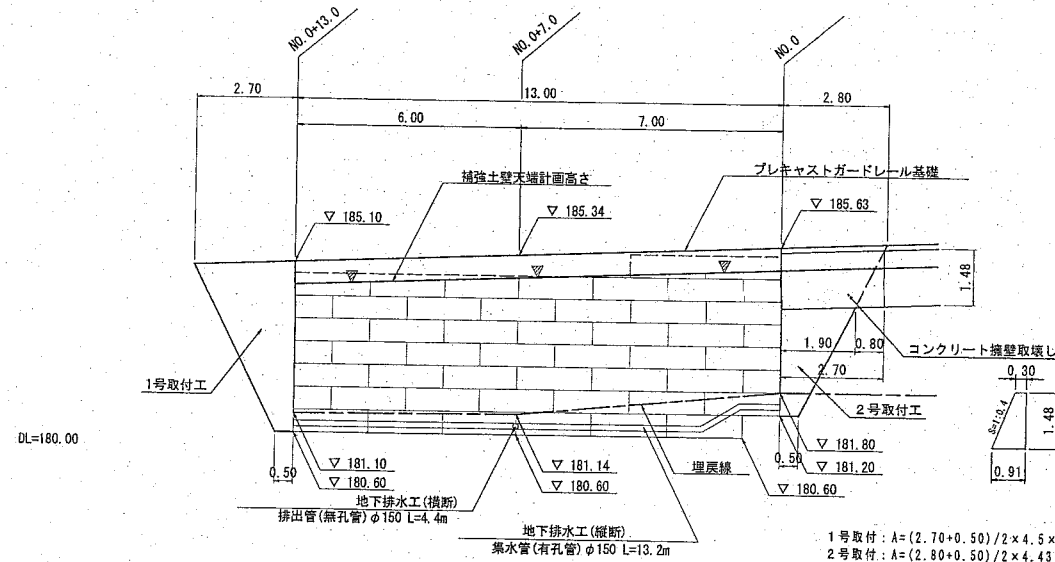 NO.0+13.0
NO.0+7.0
NO.0
2.70
13.00
2.80
6.00
7.00
補強土壁天端計画高さ
プレキャストガードレール基礎
▽ 185.10
▽ 185.34
▽ 185.63
1.48
1.90
0.80
コンクリート擁壁取壊し
2.70
0.30
1号取付工
2号取付工
S=1:0.4
1.48
DL=180.00
0.50
▽ 181.10
▽ 180.60
▽ 181.14
▽ 180.60
埋戻線
0.50
▽ 181.80
▽ 181.20
▽ 180.60
0.91
地下排水工(横断)
排出管(無孔管)φ150 L=4.4m
地下排水工(縦断)
集水管(有孔管)φ150 L=13.2m
1号取付:A=(2.70+0.50)/2×4.5×
2号取付:A=(2.80+0.50)/2×4.43